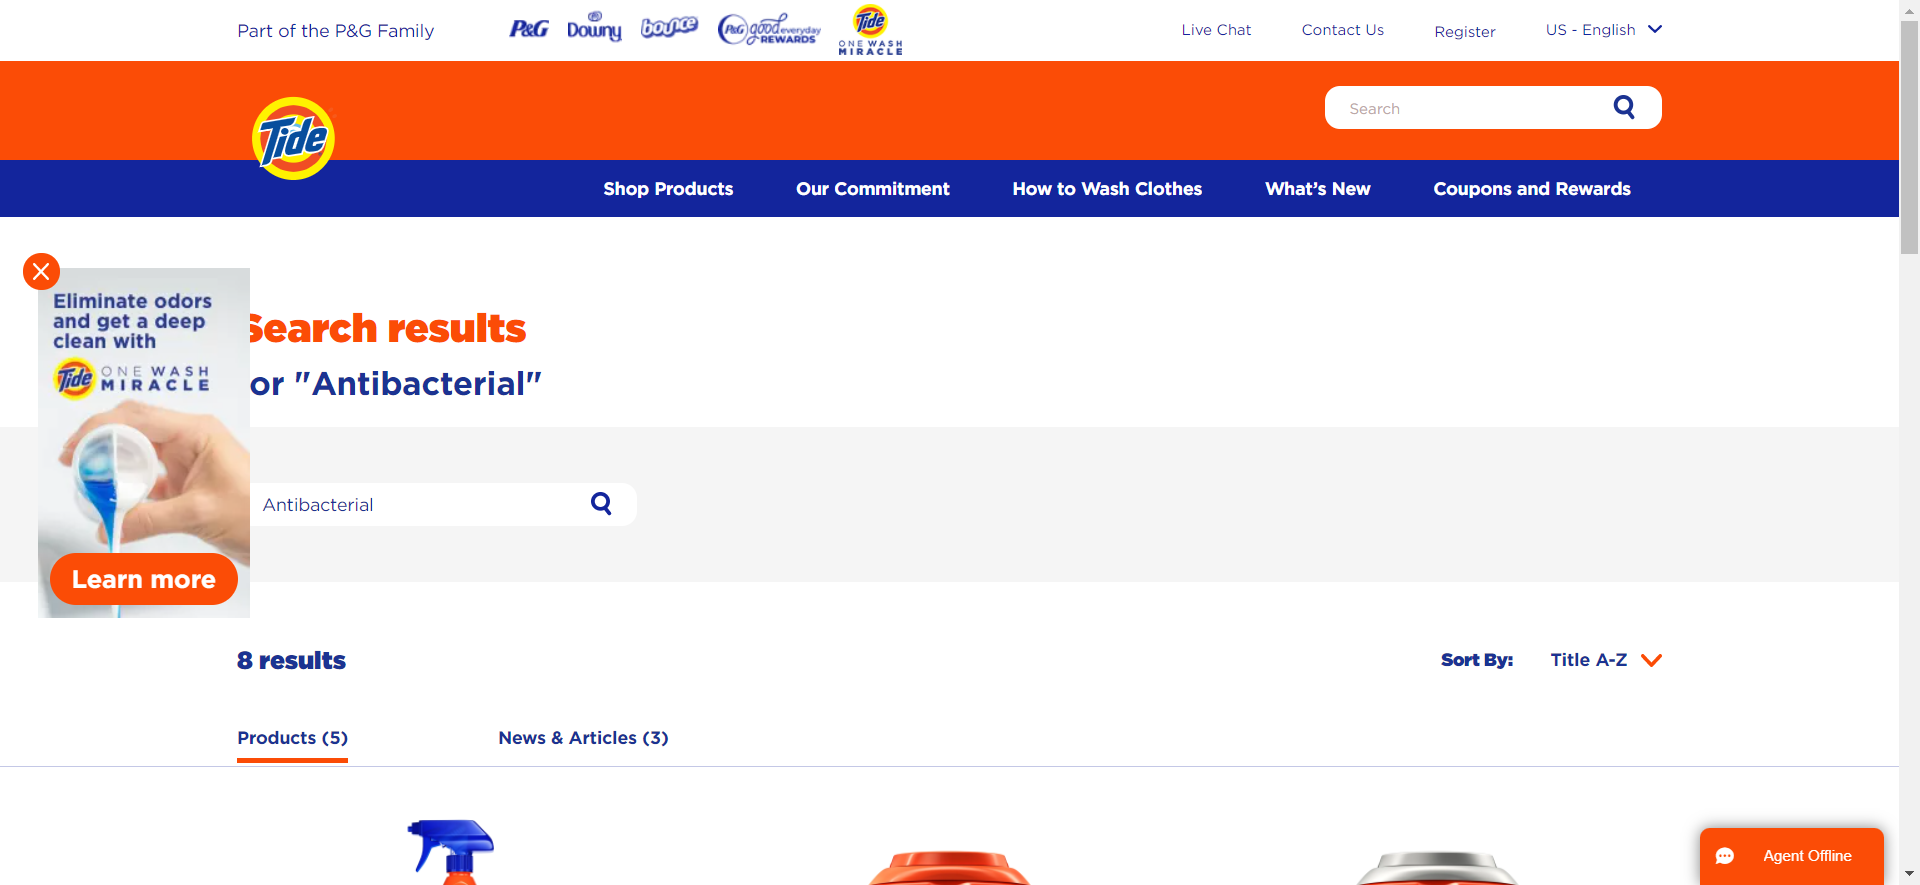 Part of the P&G Family
P&G
Downy
bounce
P&G good everyday REWARDS
Tide
ONE WASH
MIRACLE
Live Chat
Contact Us
Register
US - English
Search
Tide
Shop Products
Our Commitment
How to Wash Clothes
What's New
Coupons and Rewards
Eliminate odors
and get a deep
clean with
Tide ONE WASH
MIRACLE
Learn more
Search results
or "Antibacterial"
Antibacterial
8 results
Sort By:
Title A-Z
Products (5)
News & Articles (3)
Agent Offline